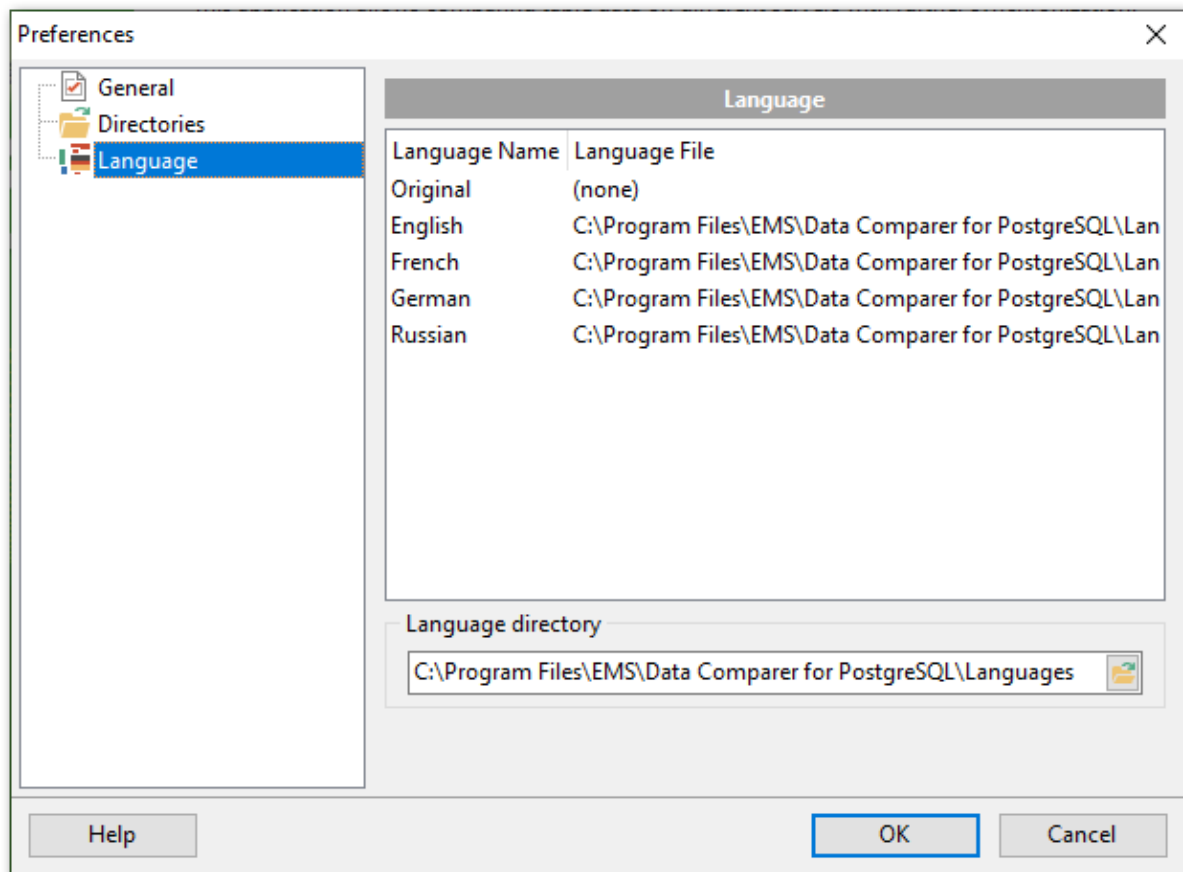 Preferences
General
Directories
Language
Language
Language Name Language File
Original (none)
English C:\Program Files\EMS\Data Comparer for PostgreSQL\Lan
French C:\Program Files\EMS\Data Comparer for PostgreSQL\Lan
German C:\Program Files\EMS\Data Comparer for PostgreSQL\Lan
Russian C:\Program Files\EMS\Data Comparer for PostgreSQL\Lan
Language directory
C:\Program Files\EMS\Data Comparer for PostgreSQL\Languages
Help OK Cancel